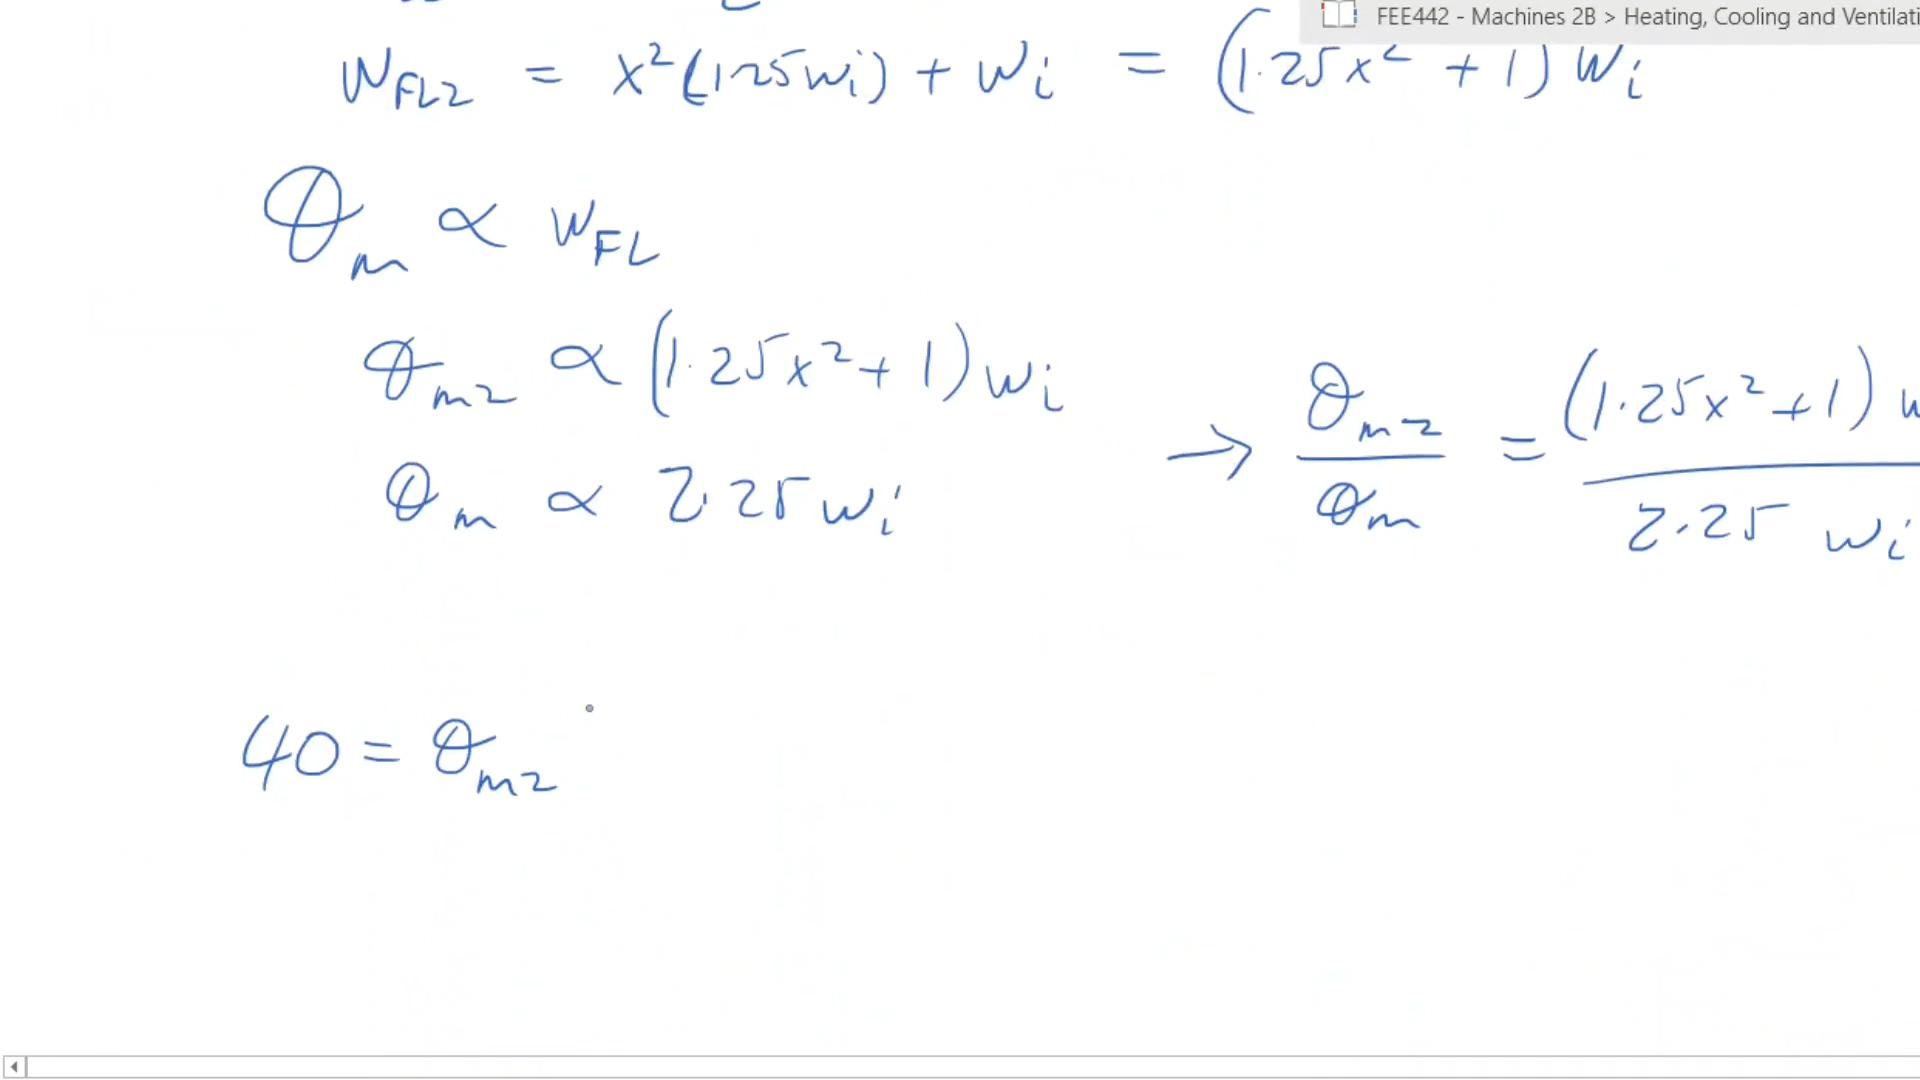 FEE442 - Machines 2B > Heating, Cooling and Ventilati
W_FL2 = x²(1.25Wi) + Wi = (1.25x² + 1) Wi
θm ∝ W_FL
θm2 ∝ (1.25x² + 1) Wi
θm ∝ 2.25 Wi
→ θm2 / θm = (1.25x² + 1) W / 2.25 Wi
40 = θm2